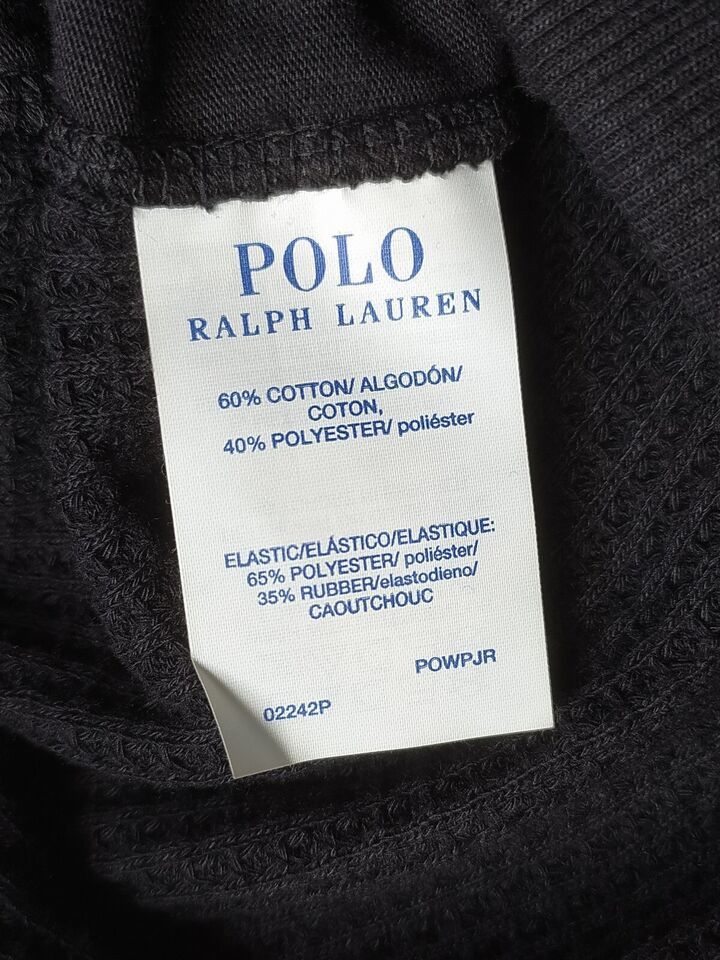 POLO
RALPH LAUREN
60% COTTON/ ALGODÓN/
COTON,
40% POLYESTER/ poliéster
ELASTIC/ELÁSTICO/ELASTIQUE:
65% POLYESTER/ poliéster/
35% RUBBER/elastodieno/
CAOUTCHOUC
POWPJR
02242P